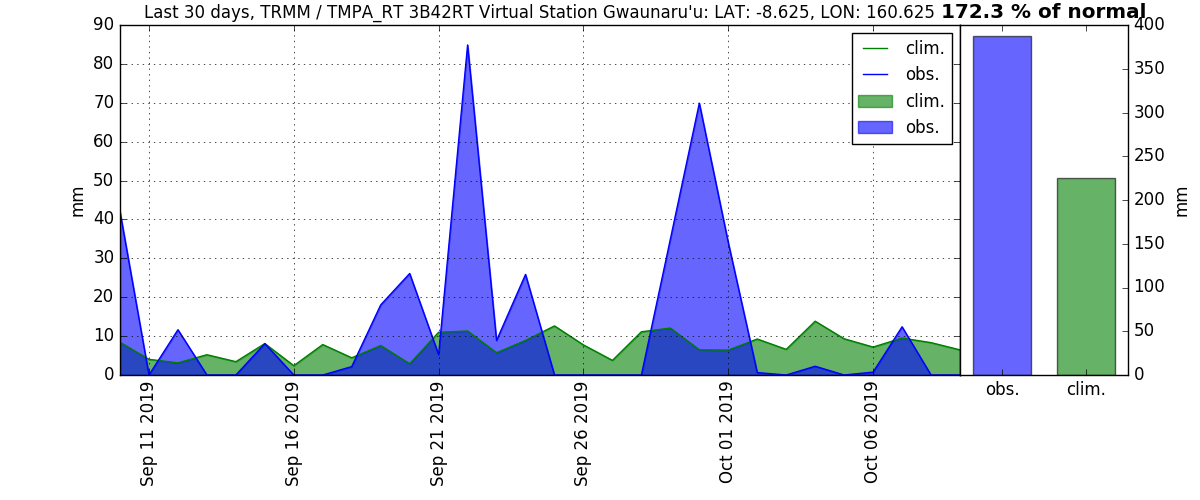 Last 30 days, TRMM / TMPA_RT 3B42RT Virtual Station Gwaunaru'u: LAT: -8.625, LON: 160.625 172.3 % of normal
90
80
70
60
50
40
30
20
10
0
mm
clim.
obs.
clim.
obs.
Sep 11 2019
Sep 16 2019
Sep 21 2019
Sep 26 2019
Oct 01 2019
Oct 06 2019
400
350
300
250
200
150
100
50
0
mm
obs.
clim.